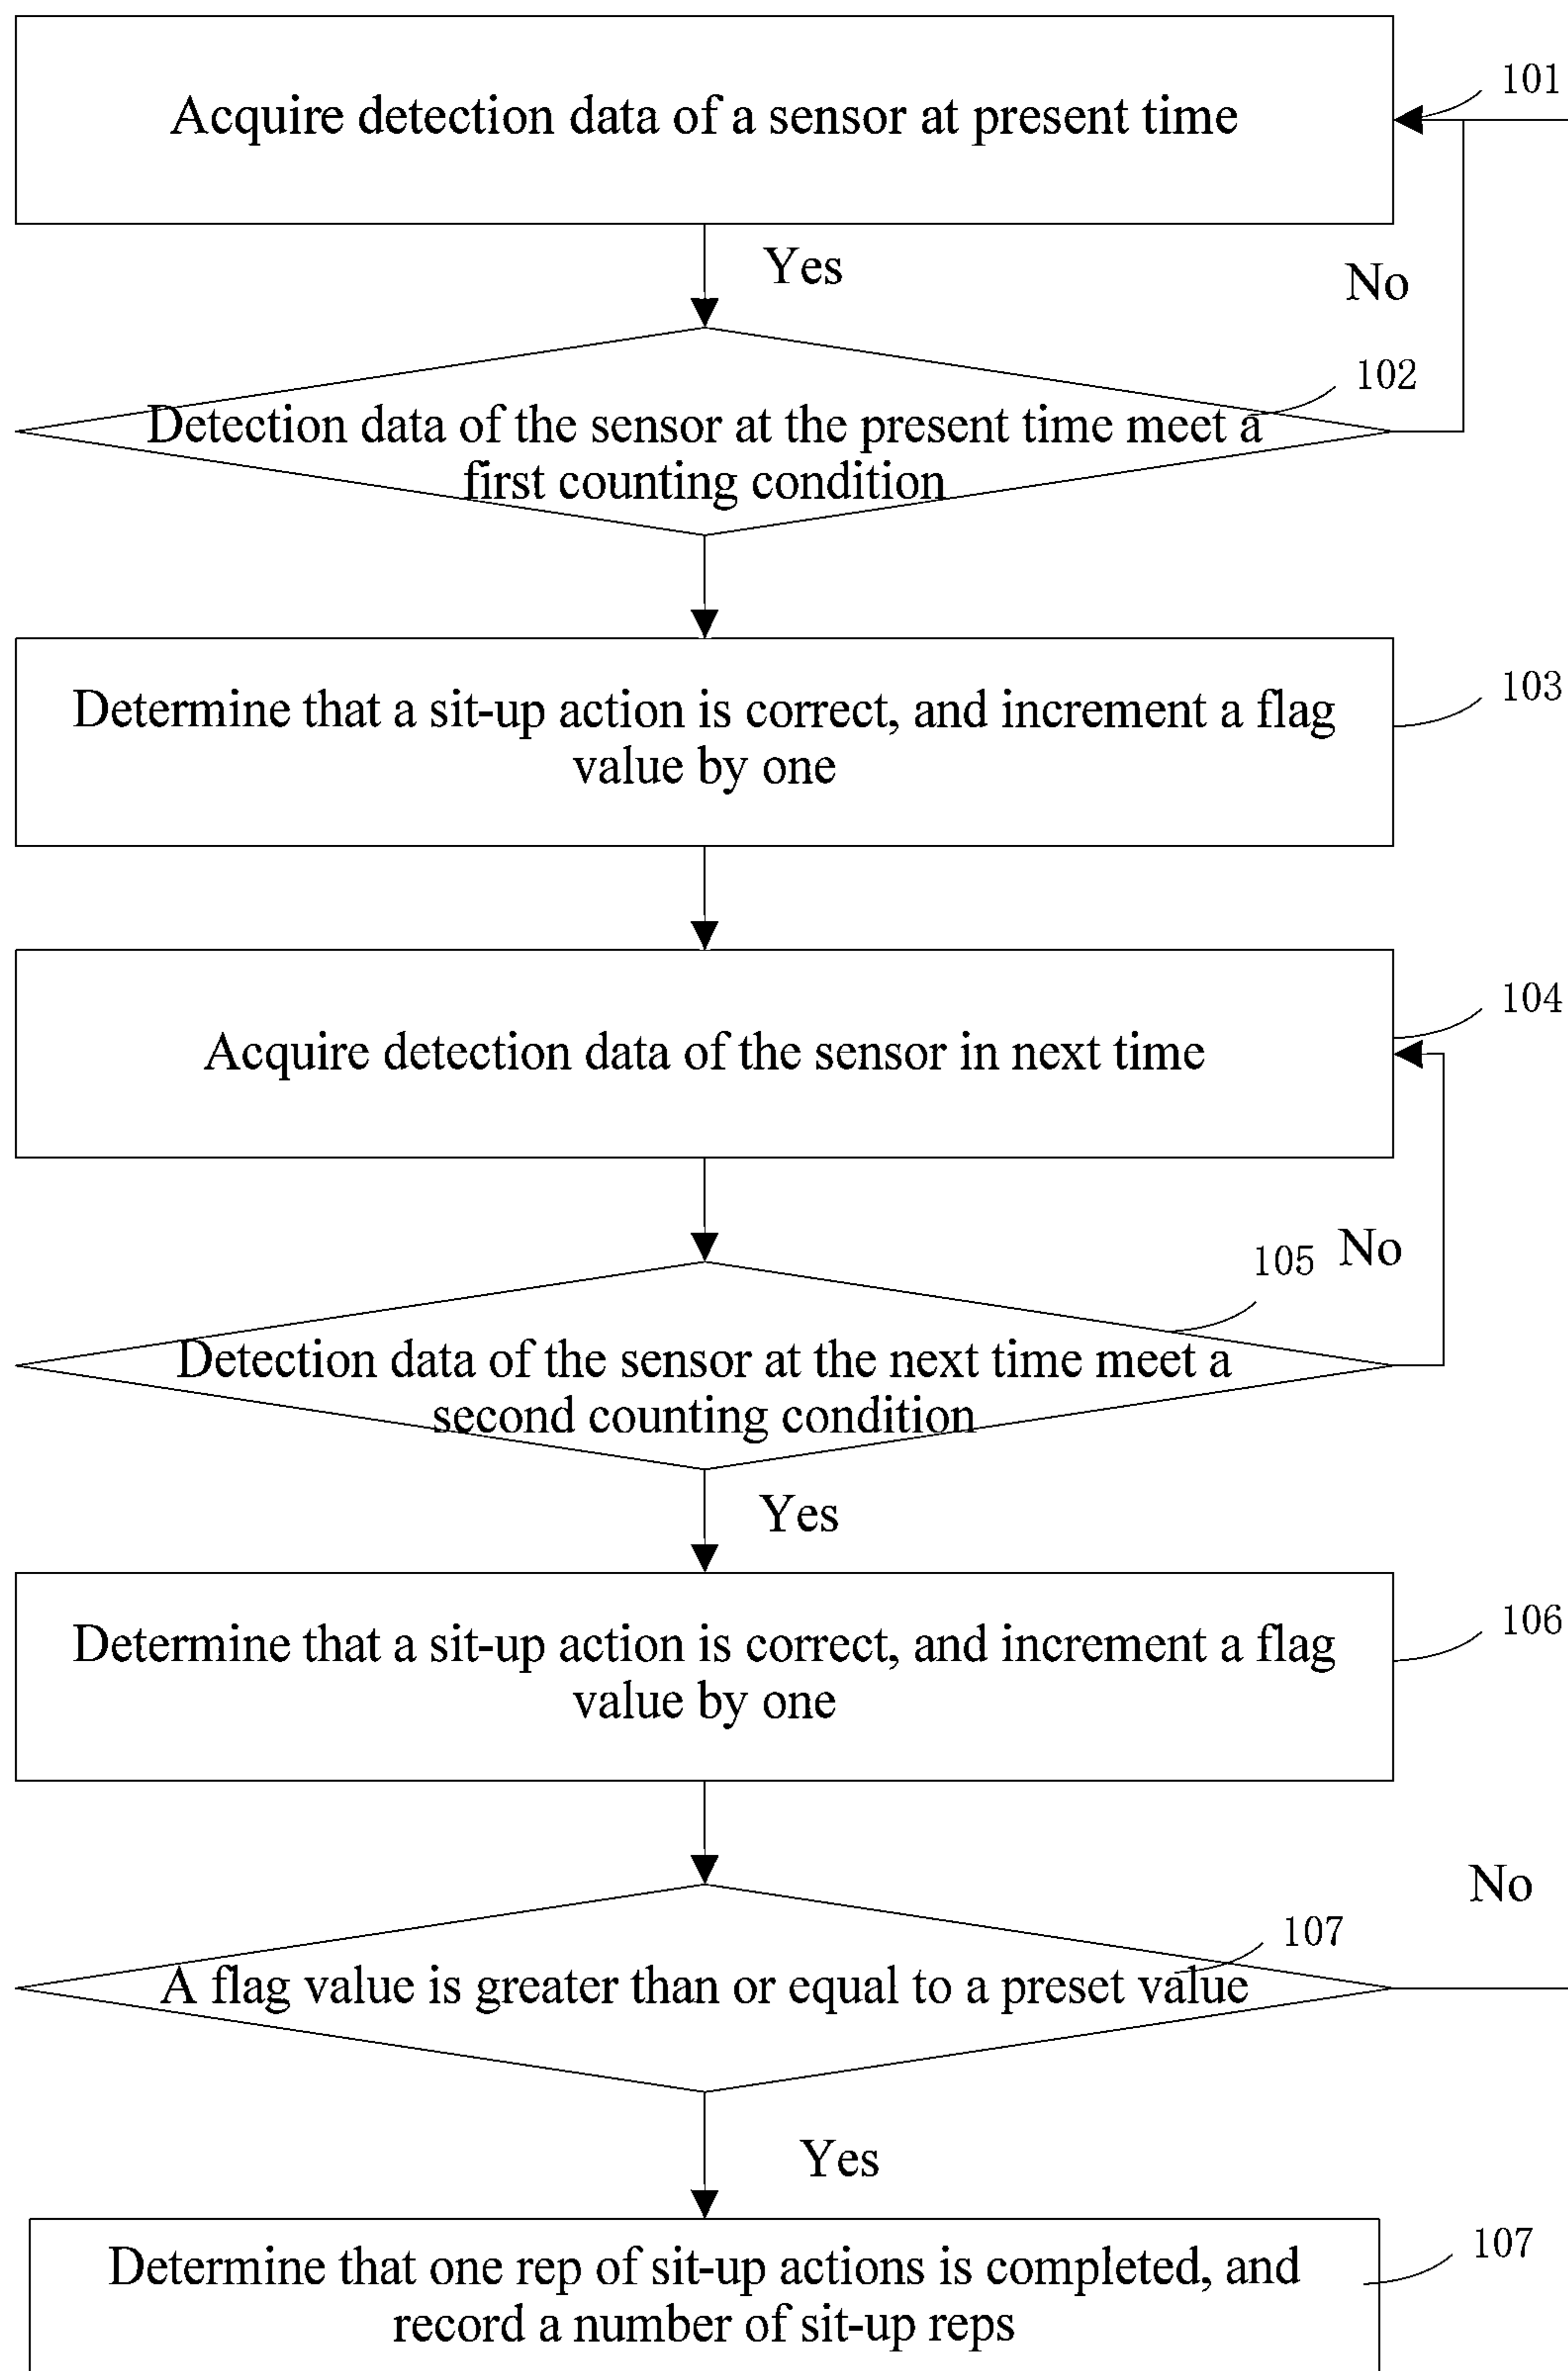 101
Acquire detection data of a sensor at present time
Yes
No
102
Detection data of the sensor at the present time meet a
first counting condition
103
Determine that a sit-up action is correct, and increment a flag
value by one
104
Acquire detection data of the sensor in next time
105
No
Detection data of the sensor at the next time meet a
second counting condition
Yes
106
Determine that a sit-up action is correct, and increment a flag
value by one
No
107
A flag value is greater than or equal to a preset value
Yes
107
Determine that one rep of sit-up actions is completed, and
record a number of sit-up reps